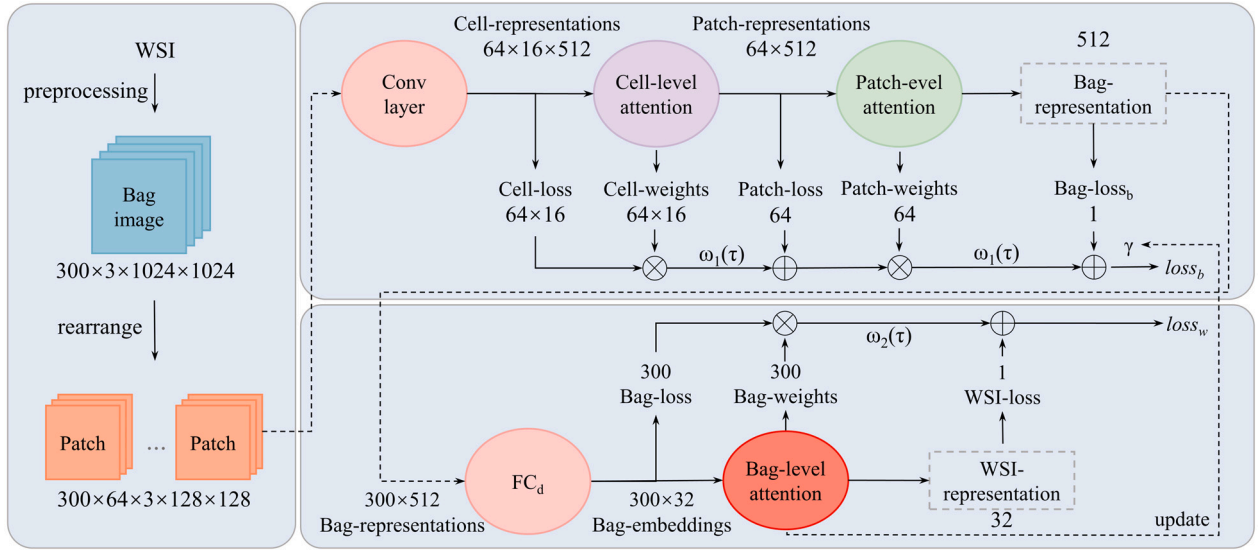 WSI
preprocessing
Bag
image
300×3×1024×1024
rearrange
Patch
...
Patch
300×64×3×128×128
Conv
layer
Cell-representations
64×16×512
Cell-level
attention
Patch-representations
64×512
Patch-evel
attention
512
Bag-
representation
Cell-loss
64×16
Cell-weights
64×16
Patch-loss
64
Patch-weights
64
Bag-loss_b
1
γ
ω₁(τ)
ω₁(τ)
loss_b
ω₂(τ)
loss_w
300
Bag-loss
300
Bag-weights
1
WSI-loss
300×512
Bag-representations
FC_d
300×32
Bag-embeddings
Bag-level
attention
WSI-
representation
32
update